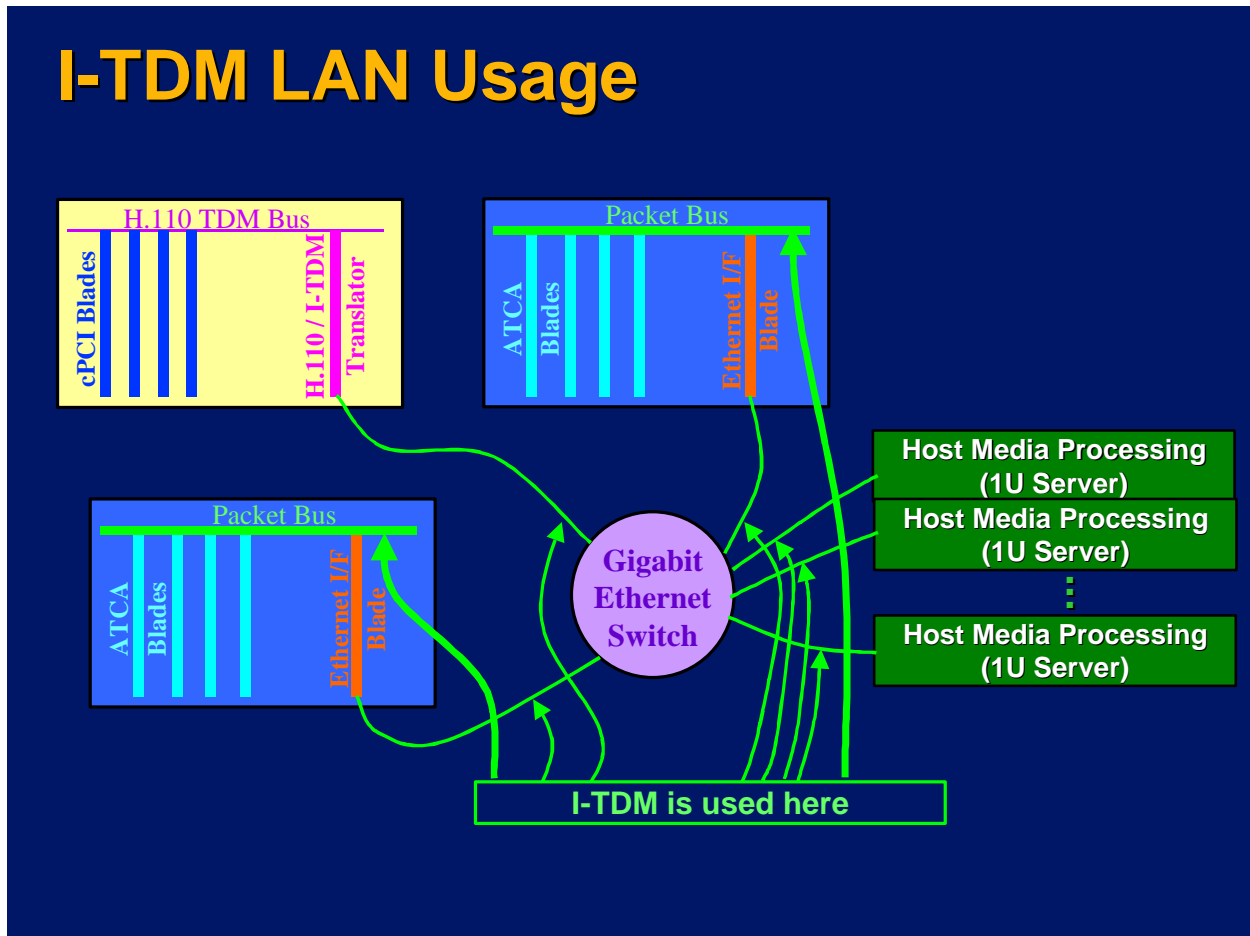 I-TDM LAN Usage
H.110 TDM Bus
cPCI Blades
H.110 / I-TDM
Translator
Packet Bus
ATCA
Blades
Ethernet I/F
Blade
Host Media Processing
(1U Server)
Host Media Processing
(1U Server)
⋮
Host Media Processing
(1U Server)
Packet Bus
ATCA
Blades
Ethernet I/F
Blade
Gigabit
Ethernet
Switch
I-TDM is used here